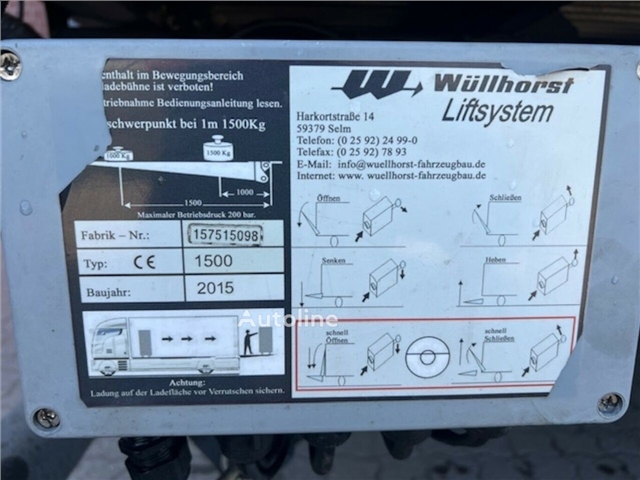 enthalt im Bewegungsbereich
ladebühne ist verboten!
triebnahme Bedienungsanleitung lesen.
schwerpunkt bei 1m 1500Kg
1000 Kg
1500 Kg
1000
1500
Maximaler Betriebsdruck 200 bar.
Fabrik – Nr.: 157515098
Typ: CE 1500
Baujahr: 2015
Achtung:
Ladung auf der Ladefläche vor Verrutschen sichern.
Wüllhorst
Liftsystem
Harkortstraße 14
59379 Selm
Telefon: (0 25 92) 24 99-0
Telefax: (0 25 92) 78 93
E-Mail: info@wuellhorst-fahrzeugbau.de
Internet: www.wuellhorst-fahrzeugbau.de
Öffnen
Schließen
Senken
Heben
schnell
Öffnen
schnell
Schließen
Autoline